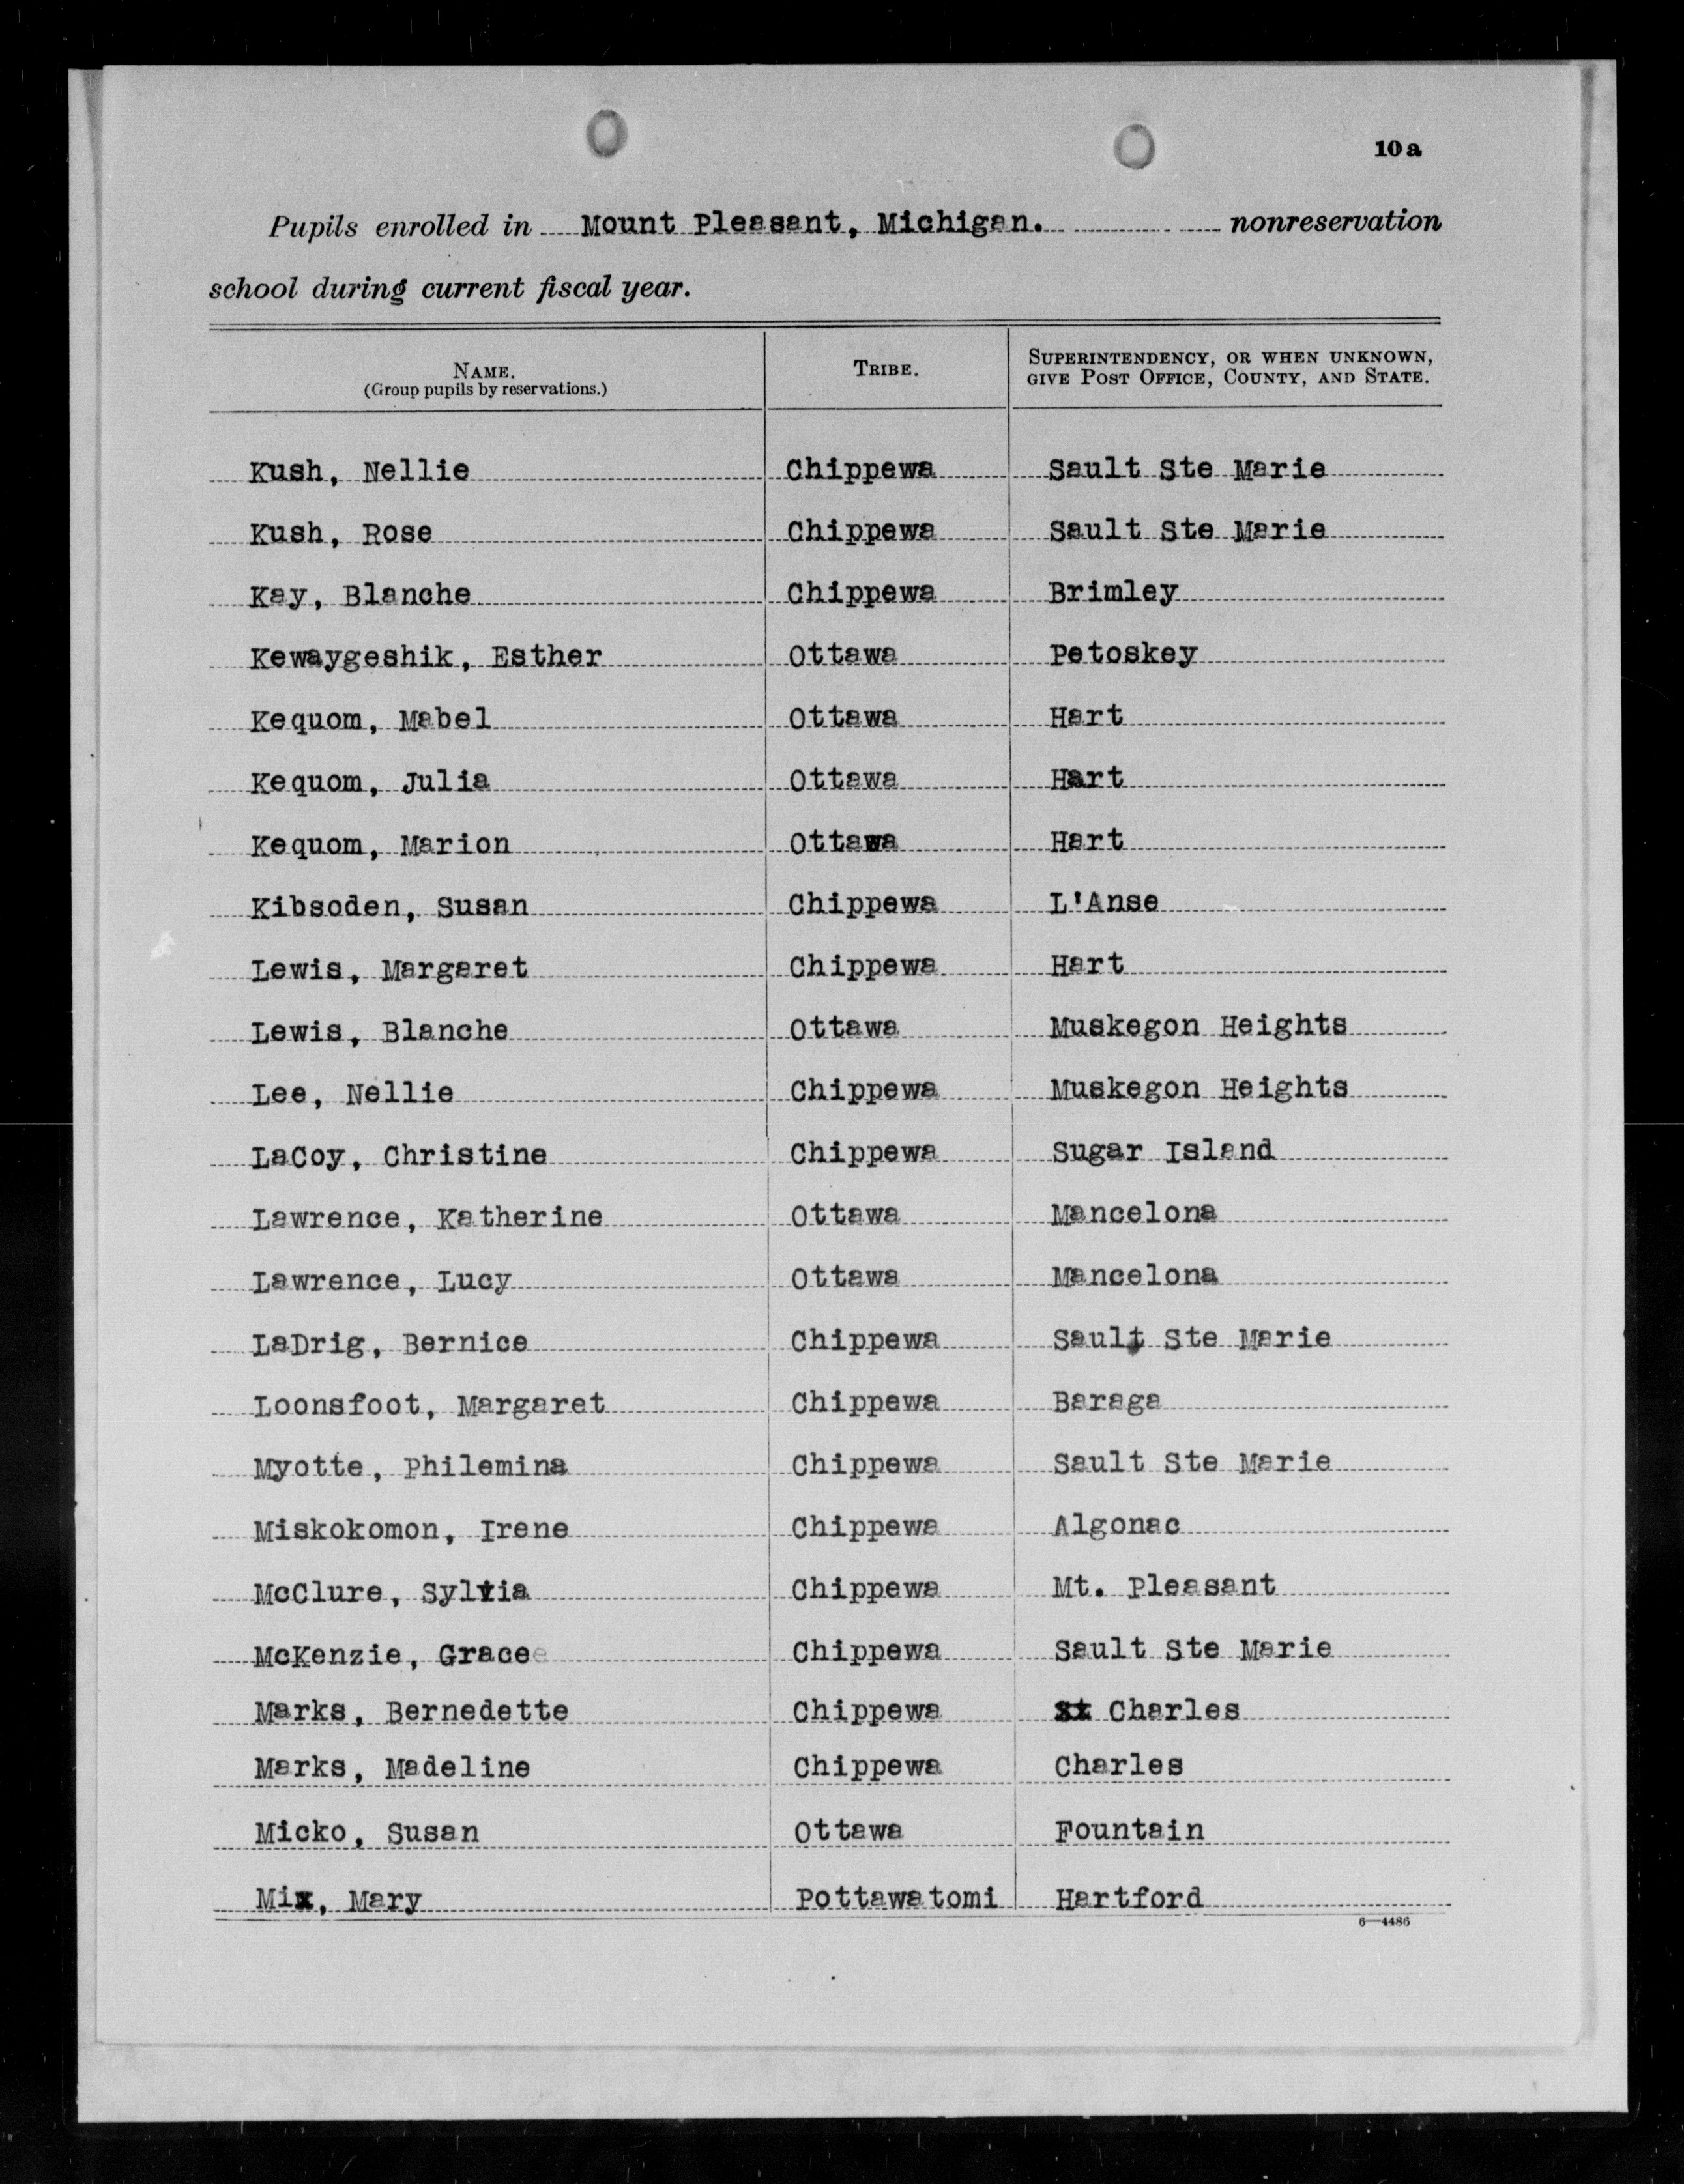 10 a
Pupils enrolled in Mount Pleasant, Michigan. nonreservation
school during current fiscal year.
NAME. TRIBE. SUPERINTENDENCY, OR WHEN UNKNOWN,
(Group pupils by reservations.) GIVE POST OFFICE, COUNTY, AND STATE.
Kush, Nellie Chippewa Sault Ste Marie
Kush, Rose Chippewa Sault Ste Marie
Kay, Blanche Chippewa Brimley
Kewaygeshik, Esther Ottawa Petoskey
Kequom, Mabel Ottawa Hart
Kequom, Julia Ottawa Hart
Kequom, Marion Ottawa Hart
Kibsoden, Susan Chippewa L'Anse
Lewis, Margaret Chippewa Hart
Lewis, Blanche Ottawa Muskegon Heights
Lee, Nellie Chippewa Muskegon Heights
LaCoy, Christine Chippewa Sugar Island
Lawrence, Katherine Ottawa Mancelona
Lawrence, Lucy Ottawa Mancelona
LaDrig, Bernice Chippewa Sault Ste Marie
Loonsfoot, Margaret Chippewa Baraga
Myotte, Philemina Chippewa Sault Ste Marie
Miskokomon, Irene Chippewa Algonac
McClure, Sylvia Chippewa Mt. Pleasant
McKenzie, Grace Chippewa Sault Ste Marie
Marks, Bernedette Chippewa St Charles
Marks, Madeline Chippewa Charles
Micko, Susan Ottawa Fountain
Mix, Mary Pottawatomi Hartford
6—4486